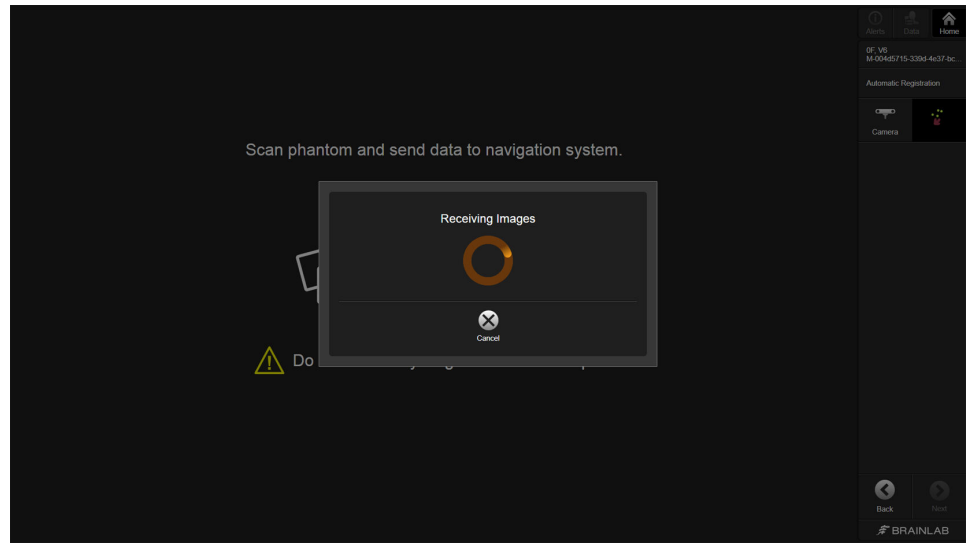 Alerts Data Home
0F, V6
M-004d5715-339d-4e37-bc...
Automatic Registration
Camera
Scan phantom and send data to navigation system.
Receiving Images
Cancel
Do
Back Next
BRAINLAB